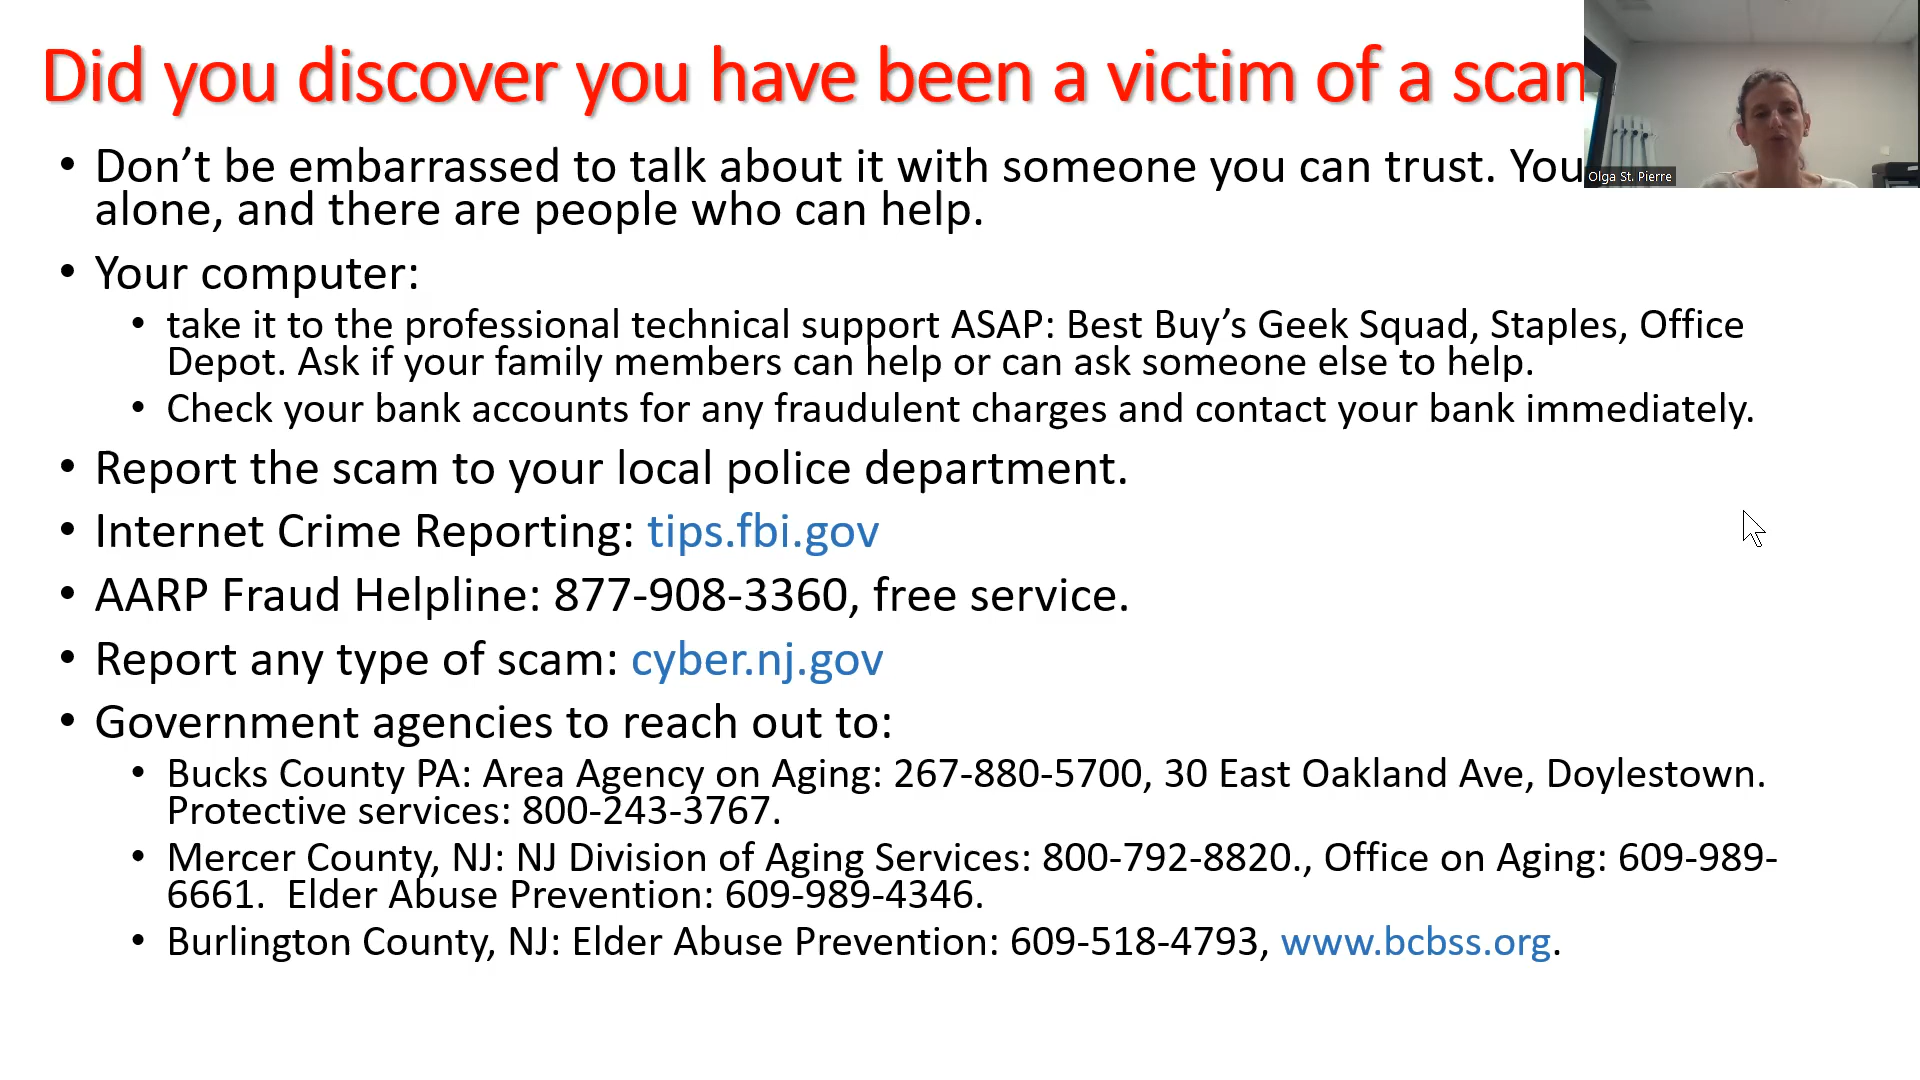 Did you discover you have been a victim of a scam
• Don’t be embarrassed to talk about it with someone you can trust. You
alone, and there are people who can help.
• Your computer:
• take it to the professional technical support ASAP: Best Buy’s Geek Squad, Staples, Office
Depot. Ask if your family members can help or can ask someone else to help.
• Check your bank accounts for any fraudulent charges and contact your bank immediately.
• Report the scam to your local police department.
• Internet Crime Reporting: tips.fbi.gov
• AARP Fraud Helpline: 877-908-3360, free service.
• Report any type of scam: cyber.nj.gov
• Government agencies to reach out to:
• Bucks County PA: Area Agency on Aging: 267-880-5700, 30 East Oakland Ave, Doylestown.
Protective services: 800-243-3767.
• Mercer County, NJ: NJ Division of Aging Services: 800-792-8820., Office on Aging: 609-989-
6661.  Elder Abuse Prevention: 609-989-4346.
• Burlington County, NJ: Elder Abuse Prevention: 609-518-4793, www.bcbss.org.
Olga St. Pierre